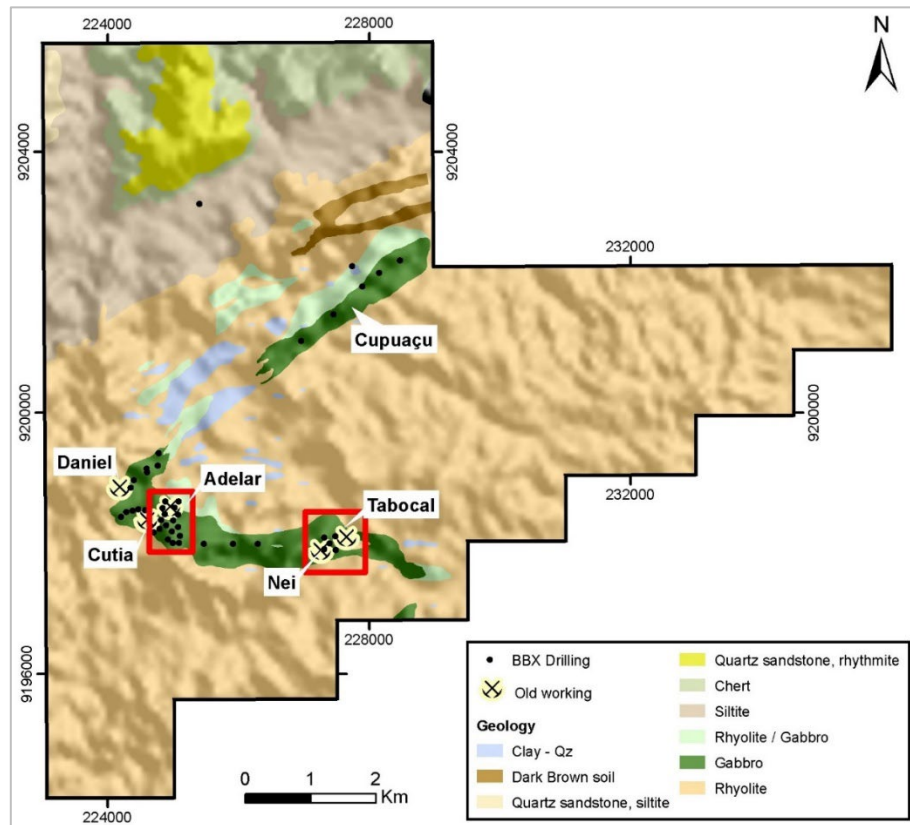 224000
228000
N
9204000
9204000
232000
Cupuaçu
9200000
9200000
Daniel
Adelar
Tabocal
232000
Cutia
Nei
228000
9196000
BBX Drilling
Old working
Geology
Clay - Qz
Dark Brown soil
Quartz sandstone, siltite
Quartz sandstone, rhythmite
Chert
Siltite
Rhyolite / Gabbro
Gabbro
Rhyolite
0 1 2
Km
224000